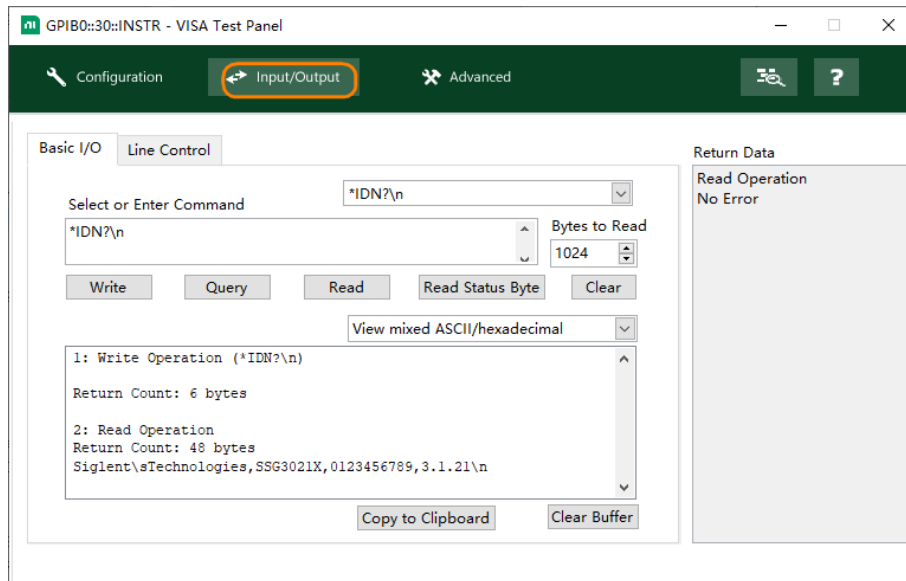 GPIB0::30::INSTR - VISA Test Panel
Configuration
Input/Output
Advanced
?
Basic I/O
Line Control
Return Data
Read Operation
No Error
*IDN?\n
Select or Enter Command
*IDN?\n
Bytes to Read
1024
Write
Query
Read
Read Status Byte
Clear
View mixed ASCII/hexadecimal
1: Write Operation (*IDN?\n)
Return Count: 6 bytes
2: Read Operation
Return Count: 48 bytes
Siglent\sTechnologies,SSG3021X,0123456789,3.1.21\n
Copy to Clipboard
Clear Buffer